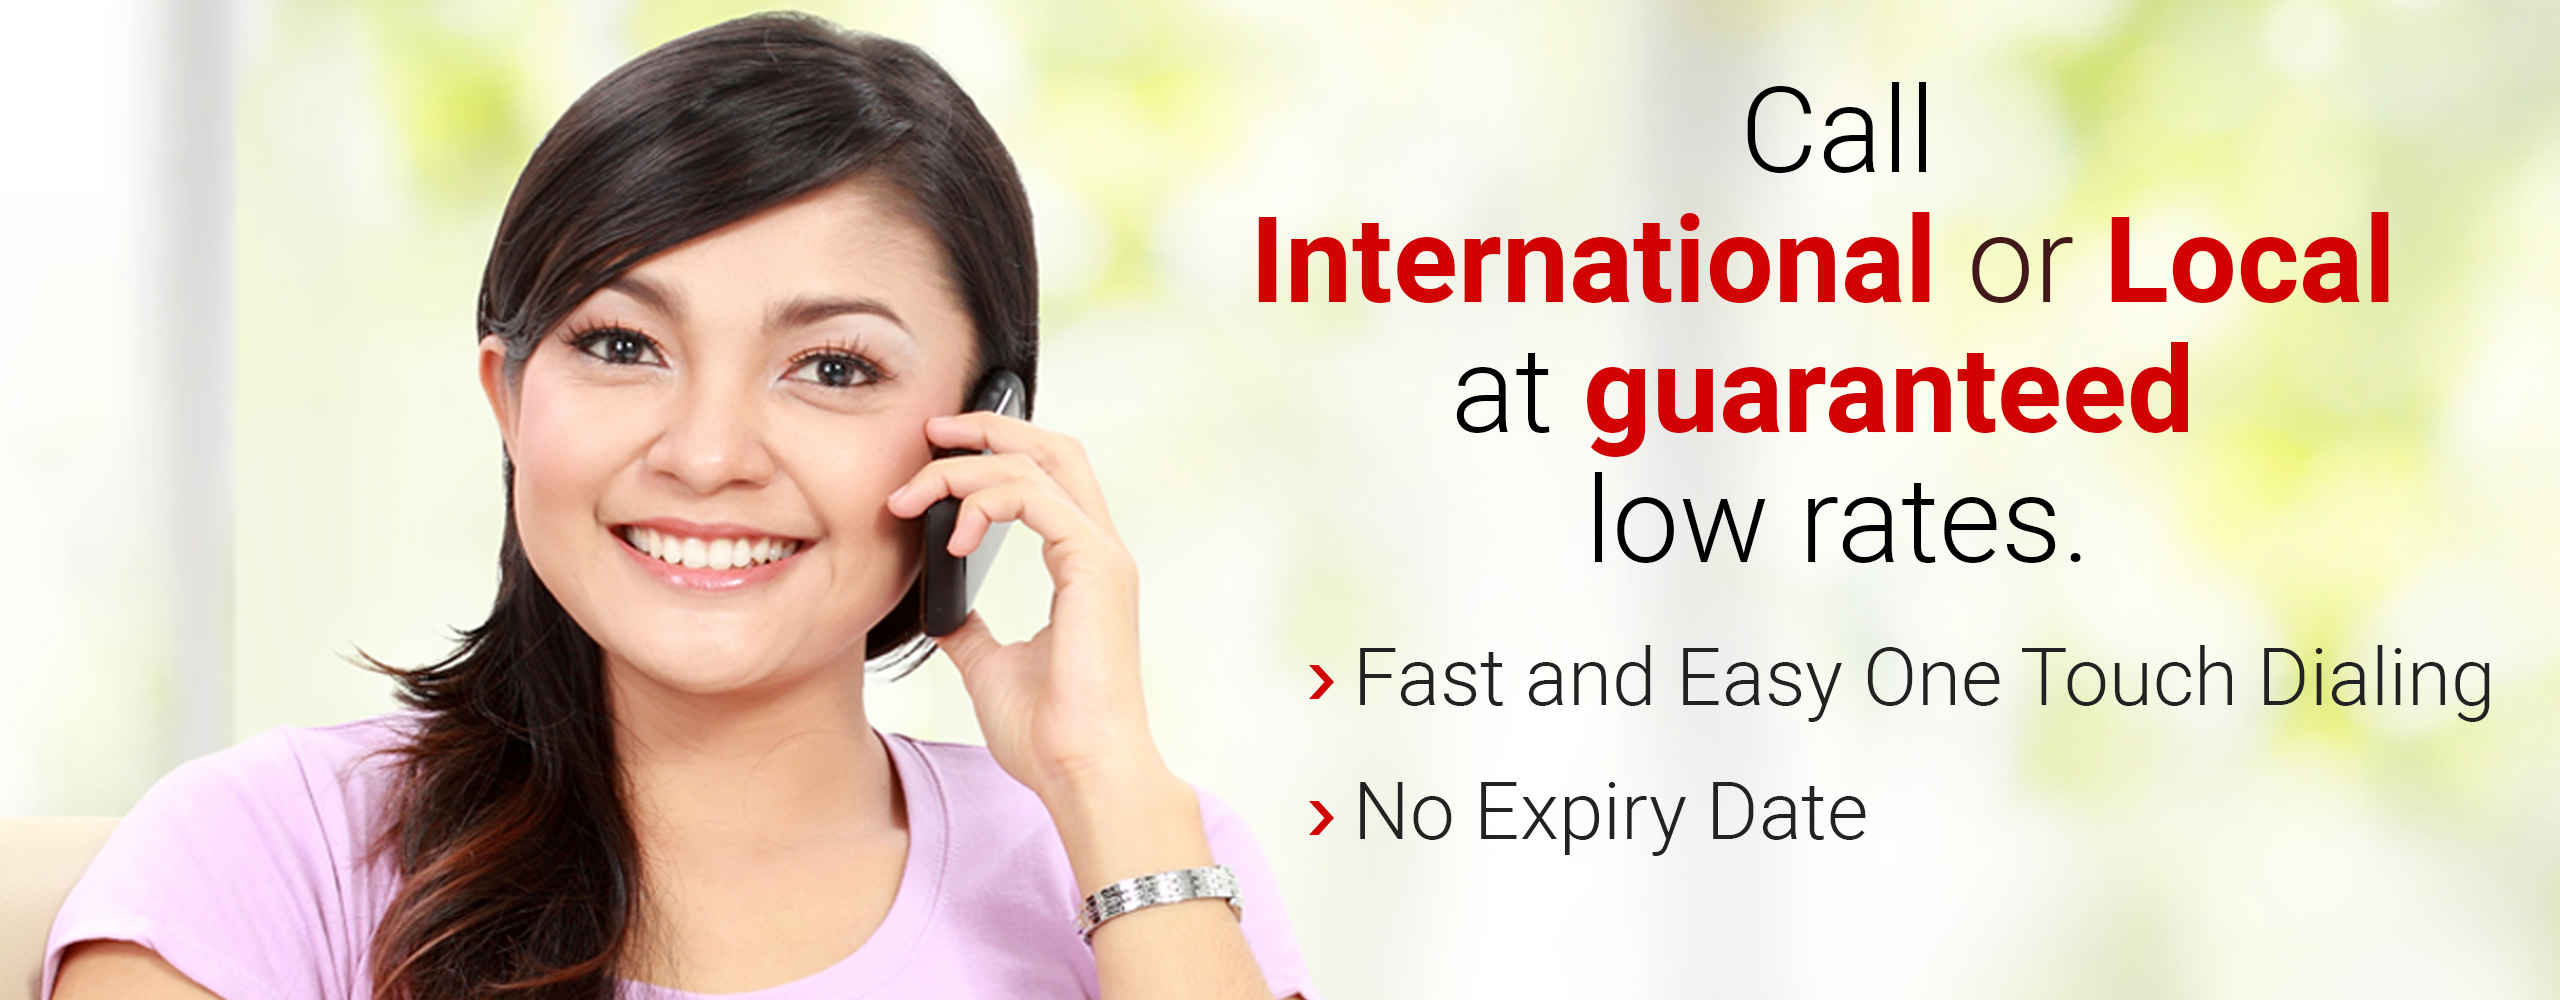 Call
International or Local
at guaranteed
low rates.
› Fast and Easy One Touch Dialing
› No Expiry Date